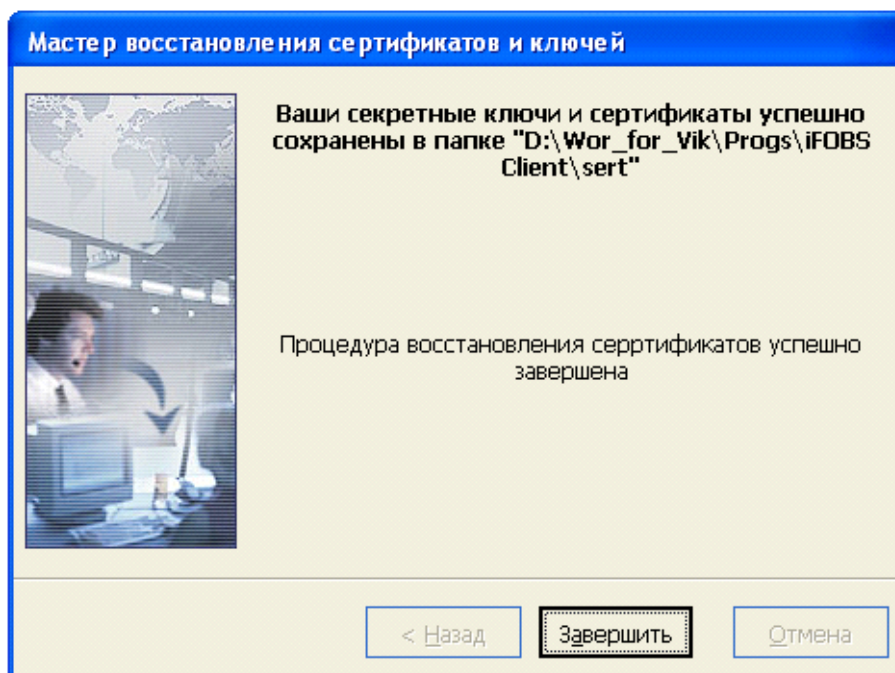 Мастер восстановления сертификатов и ключей
Ваши секретные ключи и сертификаты успешно
сохранены в папке "D:\Wor_for_Vik\Progs\iFOBS
Client\sert"
Процедура восстановления серртификатов успешно
завершена
< Назад
Завершить
Отмена